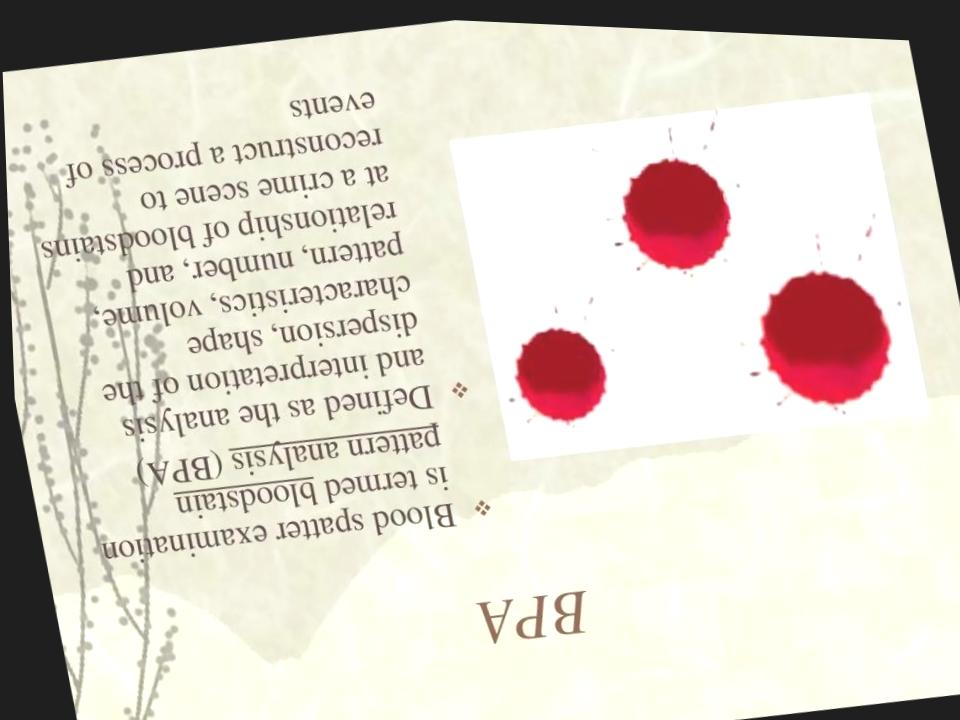 BPA
Blood spatter examination
is termed bloodstain
pattern analysis (BPA)
Defined as the analysis
and interpretation of the
dispersion, shape
characteristics, volume,
pattern, number, and
relationship of bloodstains
at a crime scene to
reconstruct a process of
events